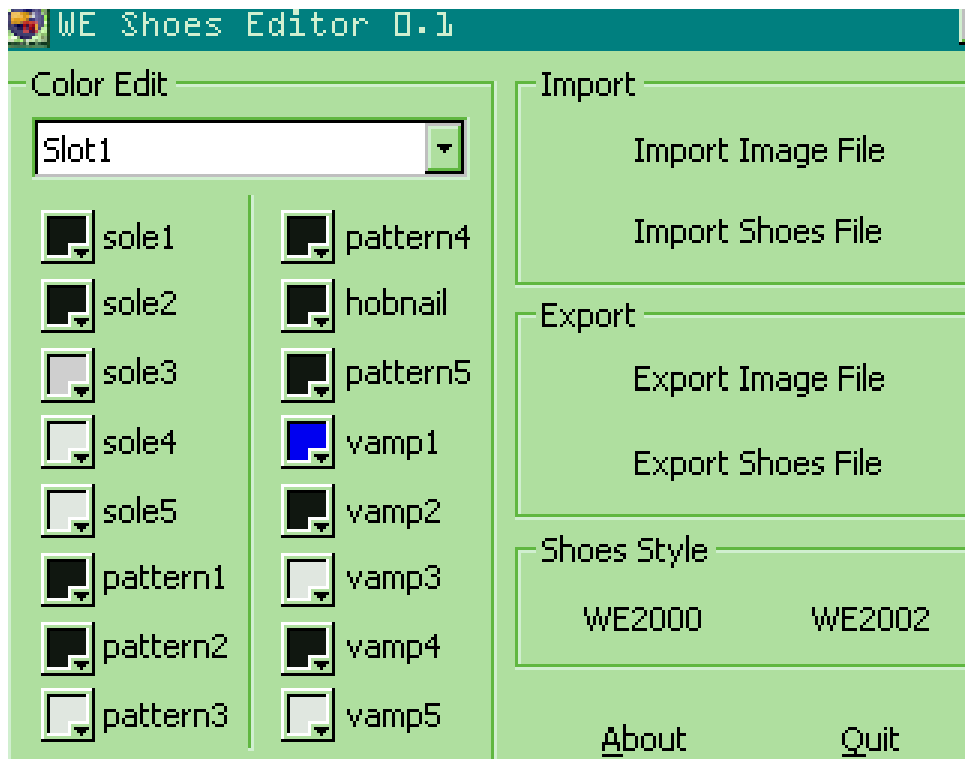 WE Shoes Editor 0.1
Color Edit
Slot1
sole1
sole2
sole3
sole4
sole5
pattern1
pattern2
pattern3
pattern4
hobnail
pattern5
vamp1
vamp2
vamp3
vamp4
vamp5
Import
Import Image File
Import Shoes File
Export
Export Image File
Export Shoes File
Shoes Style
WE2000 WE2002
About Quit